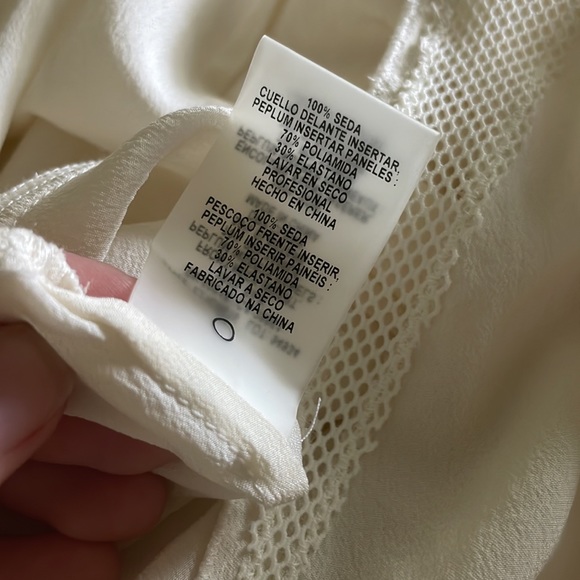 100% SEDA
CUELLO DELANTE INSERTAR,
PEPLUM INSERTAR PANELES :
70% POLIAMIDA
30% ELASTANO
LAVAR EN SECO
PROFESIONAL
HECHO EN CHINA
100% SEDA
PESCOÇO FRENTE INSERIR,
PEPLUM INSERIR PAINÉIS :
70% POLIAMIDA
30% ELASTANO
LAVAR A SECO
FABRICADO NA CHINA